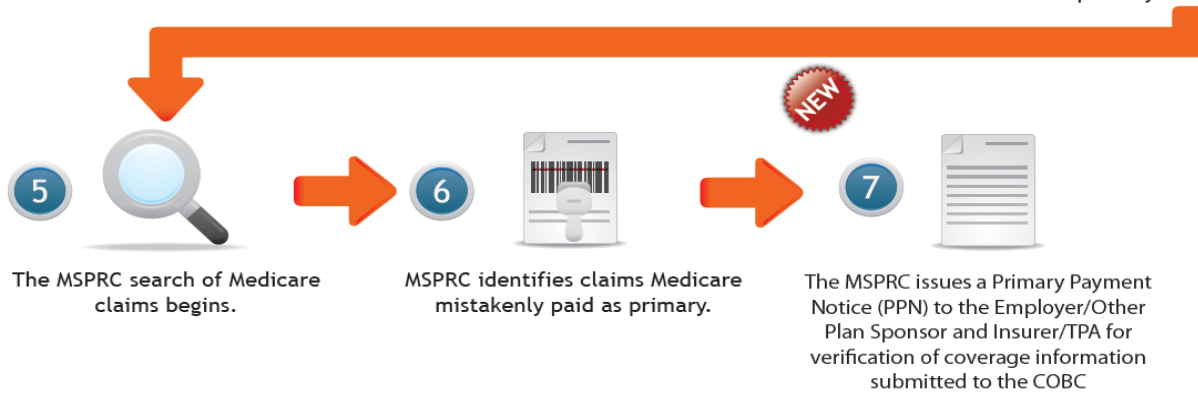 5
The MSPRC search of Medicare
claims begins.
6
MSPRC identifies claims Medicare
mistakenly paid as primary.
NEW
7
The MSPRC issues a Primary Payment
Notice (PPN) to the Employer/Other
Plan Sponsor and Insurer/TPA for
verification of coverage information
submitted to the COBC